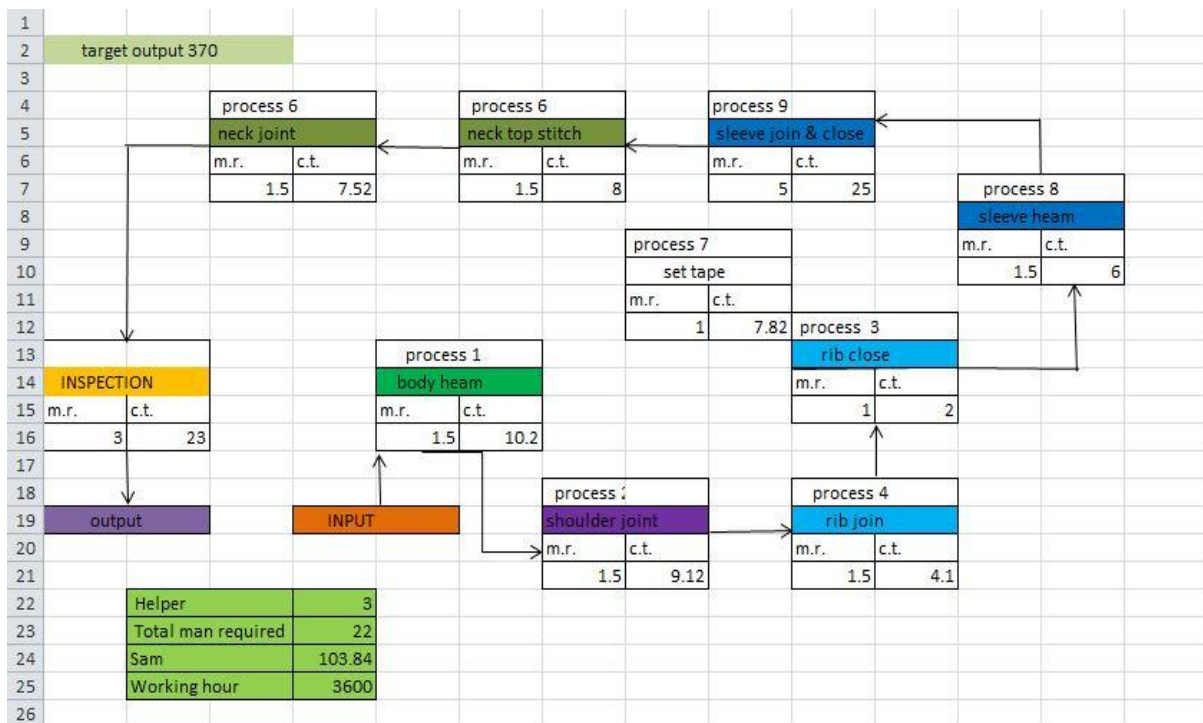 1
2 target output 370
3
4 process 6 process 6 process 9
5 neck joint neck top stitch sleeve join & close
6 m.r. c.t. m.r. c.t. m.r. c.t.
7 1.5 7.52 1.5 8 5 25 process 8
8 sleeve heam
9 process 7 m.r. c.t.
10 set tape 1.5 6
11 m.r. c.t.
12 1 7.82 process 3
13 process 1 rib close
14 INSPECTION body heam m.r. c.t.
15 m.r. c.t. m.r. c.t. 1 2
16 3 23 1.5 10.2
17
18 process process 4
19 output INPUT shoulder joint rib join
20 m.r. c.t. m.r. c.t.
21 1.5 9.12 1.5 4.1
22 Helper 3
23 Total man required 22
24 Sam 103.84
25 Working hour 3600
26